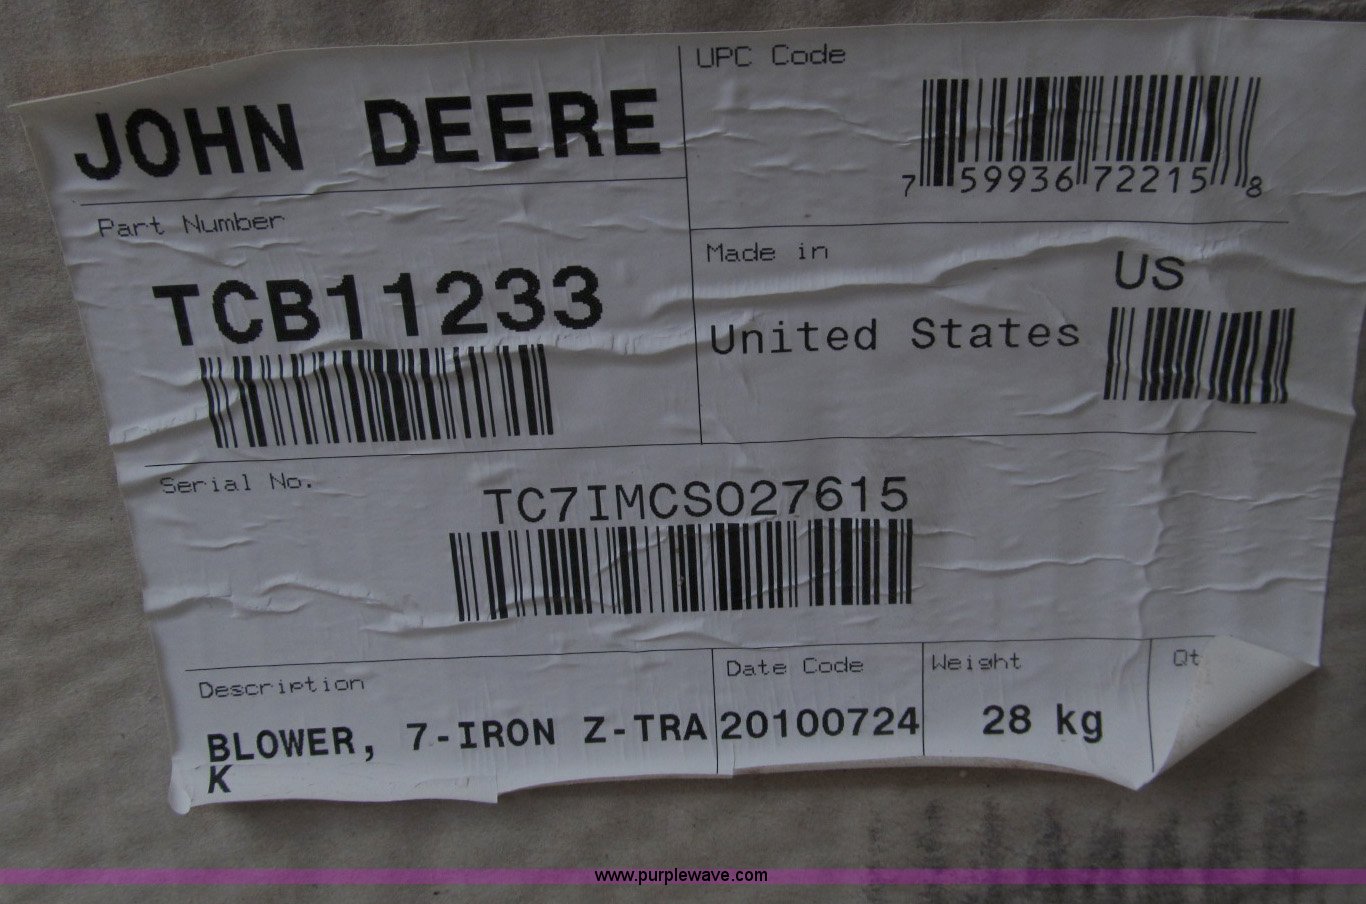 JOHN DEERE
UPC Code
7 59936 72215 8
Part Number
TCB11233
Made in
US
United States
Serial No.
TC7IMCS027615
Description
BLOWER, 7-IRON Z-TRA
K
Date Code
20100724
Weight
28 kg
Qt
www.purplewave.com